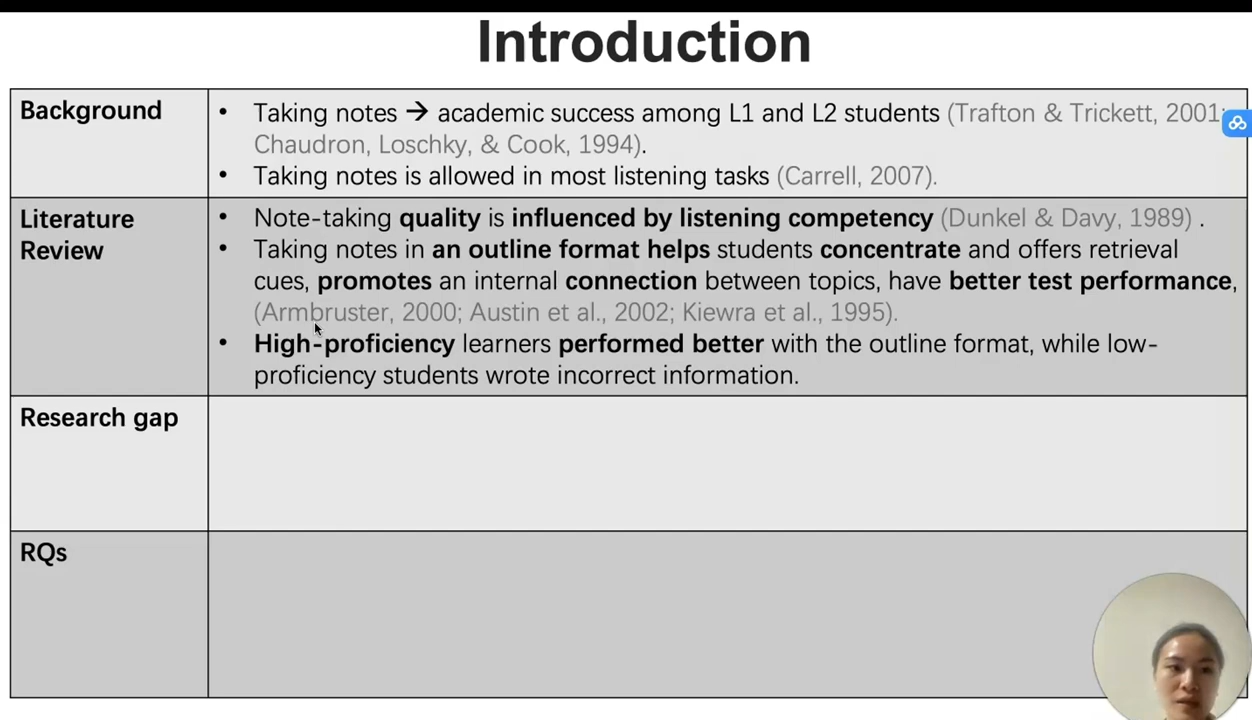 Introduction
Background
• Taking notes → academic success among L1 and L2 students (Trafton & Trickett, 2001;
Chaudron, Loschky, & Cook, 1994).
• Taking notes is allowed in most listening tasks (Carrell, 2007).
Literature
Review
• Note-taking quality is influenced by listening competency (Dunkel & Davy, 1989) .
• Taking notes in an outline format helps students concentrate and offers retrieval
cues, promotes an internal connection between topics, have better test performance,
(Armbruster, 2000; Austin et al., 2002; Kiewra et al., 1995).
• High-proficiency learners performed better with the outline format, while low-
proficiency students wrote incorrect information.
Research gap
RQs